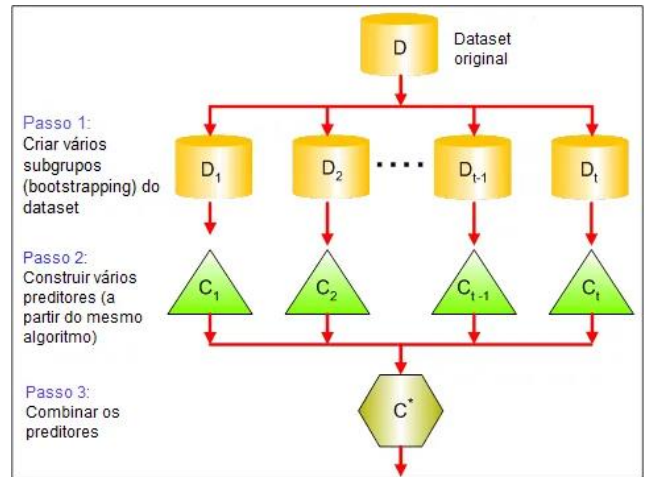 D
Dataset
original
Passo 1:
Criar vários
subgrupos
(bootstrapping) do
dataset
D1 D2 .... Dt-1 Dt
Passo 2:
Construir vários
preditores (a
partir do mesmo
algoritmo)
C1 C2 Ct-1 Ct
Passo 3:
Combinar os
preditores
C*